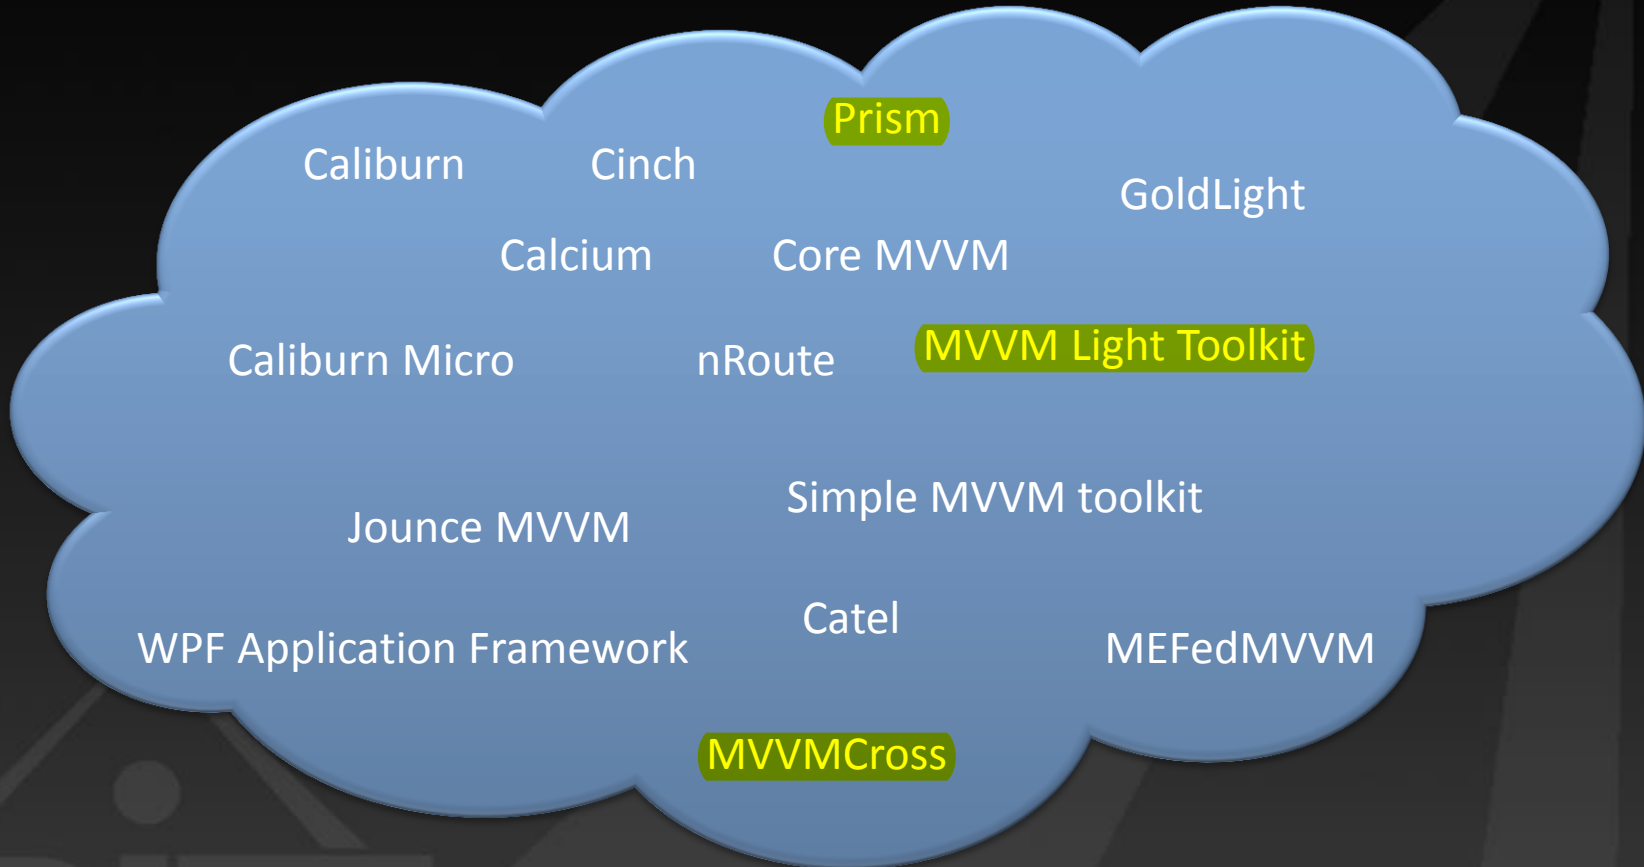 Prism
Caliburn
Cinch
GoldLight
Calcium
Core MVVM
Caliburn Micro
nRoute
MVVM Light Toolkit
Simple MVVM toolkit
Jounce MVVM
Catel
WPF Application Framework
MEFedMVVM
MVVMCross